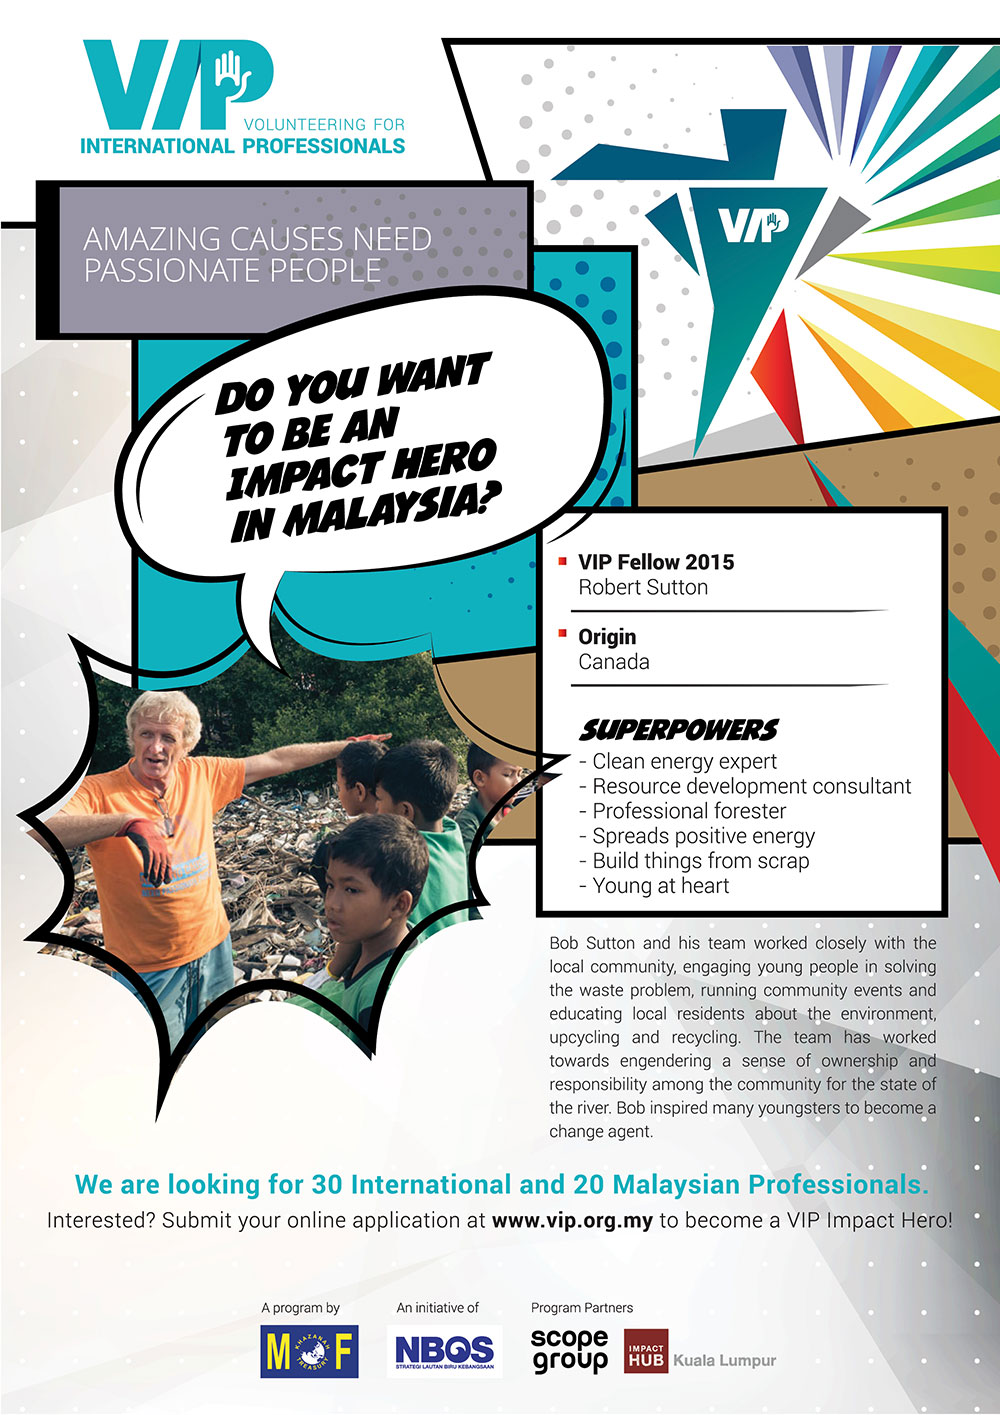 VIP
VOLUNTEERING FOR
INTERNATIONAL PROFESSIONALS
AMAZING CAUSES NEED
PASSIONATE PEOPLE
VIP
DO YOU WANT
TO BE AN
IMPACT HERO
IN MALAYSIA?
VIP Fellow 2015
Robert Sutton
Origin
Canada
SUPERPOWERS
- Clean energy expert
- Resource development consultant
- Professional forester
- Spreads positive energy
- Build things from scrap
- Young at heart
Bob Sutton and his team worked closely with the
local community, engaging young people in solving
the waste problem, running community events and
educating local residents about the environment,
upcycling and recycling. The team has worked
towards engendering a sense of ownership and
responsibility among the community for the state of
the river. Bob inspired many youngsters to become a
change agent.
We are looking for 30 International and 20 Malaysian Professionals.
Interested? Submit your online application at www.vip.org.my to become a VIP Impact Hero!
A program by
MOF
KHAZANAH
TREASURY
An initiative of
NBOS
STRATEGI LAUTAN BIRU KEBANGSAAN
Program Partners
scope
group
IMPACT
HUB
Kuala Lumpur